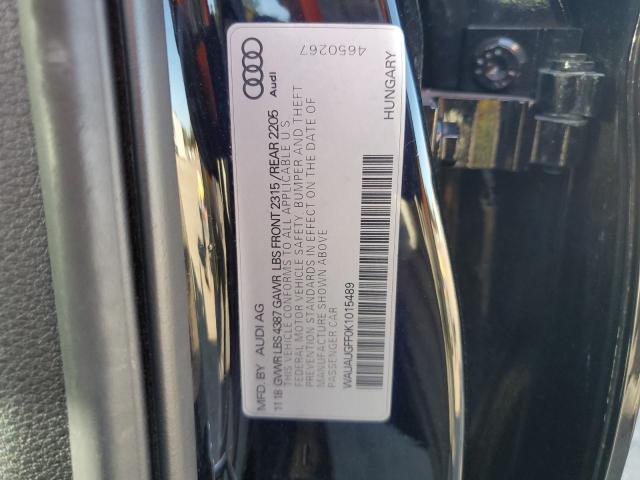 MFD. BY AUDI AG
11.18 GVWR LBS 4387 GAWR LBS FRONT 2315 / REAR 2205
THIS VEHICLE CONFORMS TO ALL APPLICABLE U S
FEDERAL MOTOR VEHICLE SAFETY, BUMPER AND THEFT
PREVENTION STANDARDS IN EFFECT ON THE DATE OF
MANUFACTURE SHOWN ABOVE
PASSENGER CAR
WAUAUGFF0K1015489
HUNGARY
Audi
4650267